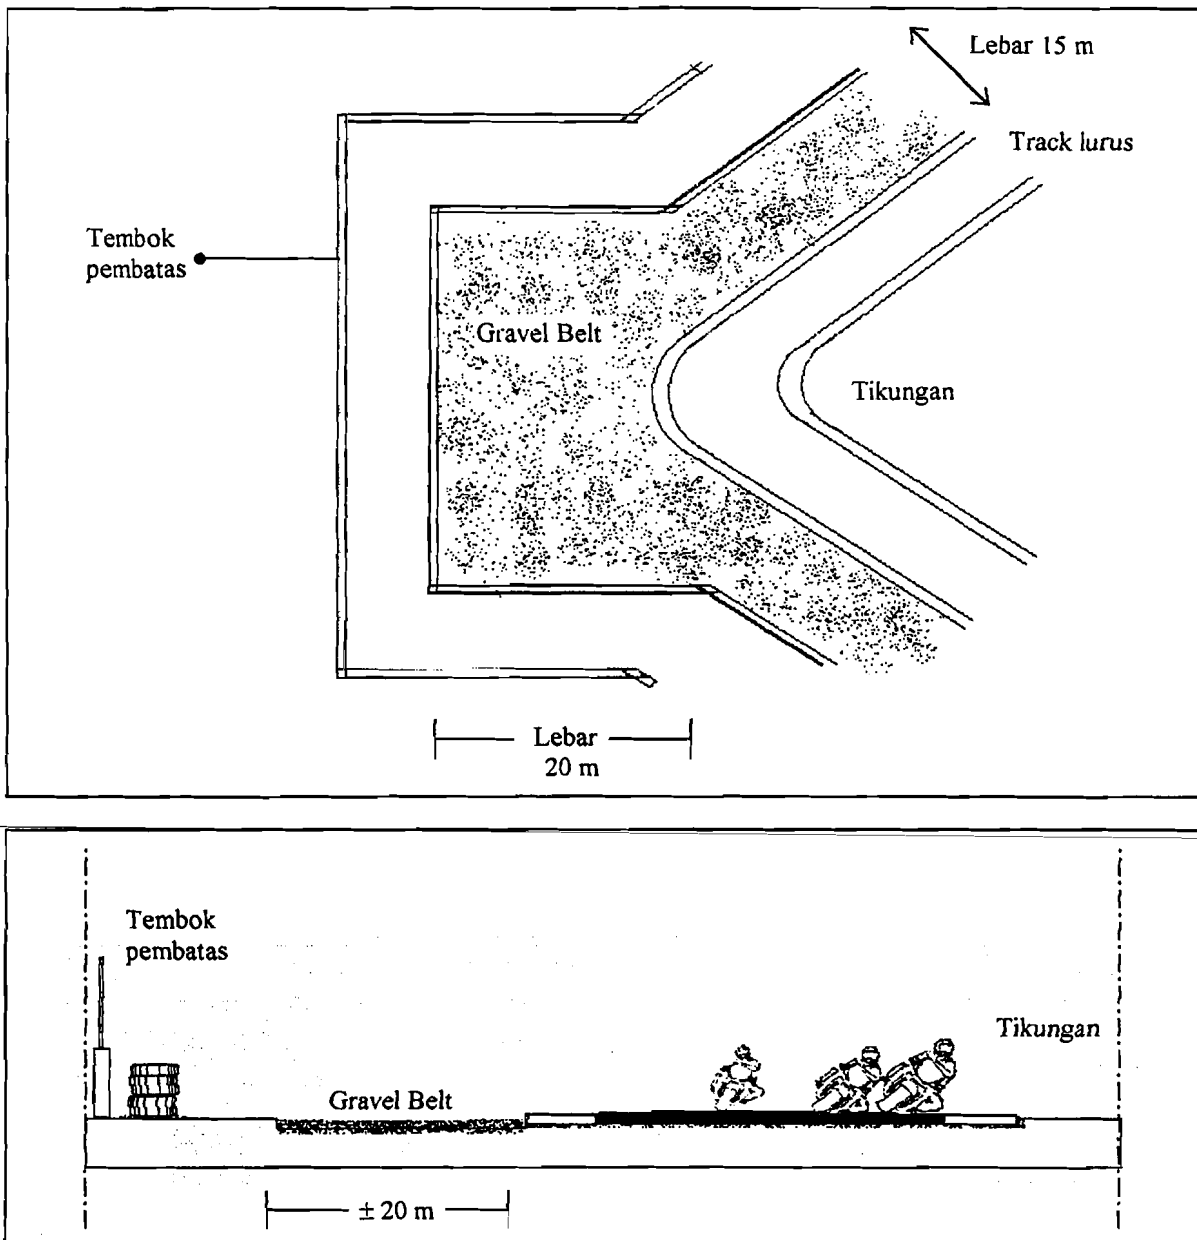 Lebar 15 m
Track lurus
Tembok
pembatas
Gravel Belt
Tikungan
Lebar
20 m
Tembok
pembatas
Tikungan
Gravel Belt
± 20 m